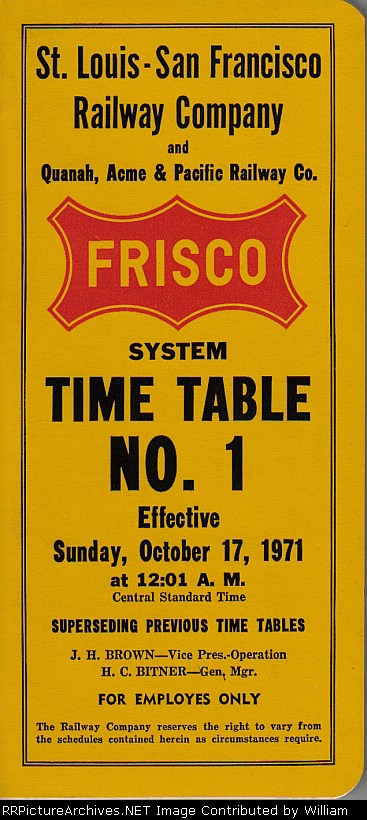 St. Louis-San Francisco
Railway Company
and
Quanah, Acme & Pacific Railway Co.
FRISCO
SYSTEM
TIME TABLE
NO. 1
Effective
Sunday, October 17, 1971
at 12:01 A. M.
Central Standard Time
SUPERSEDING PREVIOUS TIME TABLES
J. H. BROWN—Vice Pres.-Operation
H. C. BITNER—Gen. Mgr.
FOR EMPLOYES ONLY
The Railway Company reserves the right to vary from
the schedules contained herein as circumstances require.
RRPictureArchives.NET Image Contributed by William